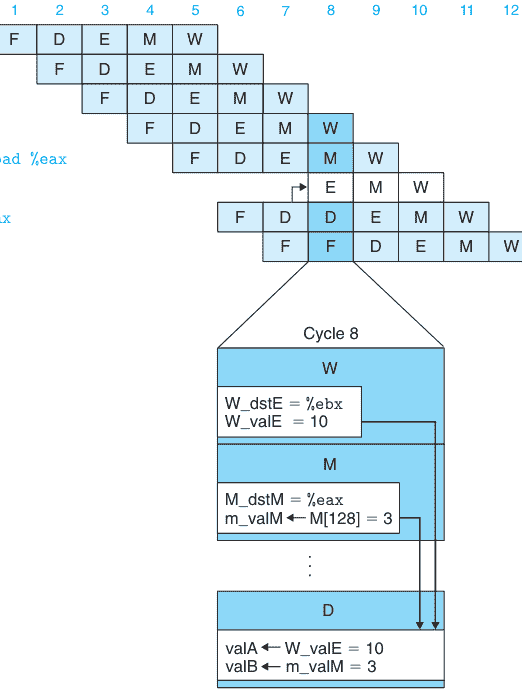 1 2 3 4 5 6 7 8 9 10 11 12
F D E M W
F D E M W
F D E M W
F D E M W
ad %eax F D E M W
E M W
x F D D E M W
F F D E M W
Cycle 8
W
W_dstE = %ebx
W_valE = 10
M
M_dstM = %eax
m_valM ← M[128] = 3
⋮
D
valA ← W_valE = 10
valB ← m_valM = 3